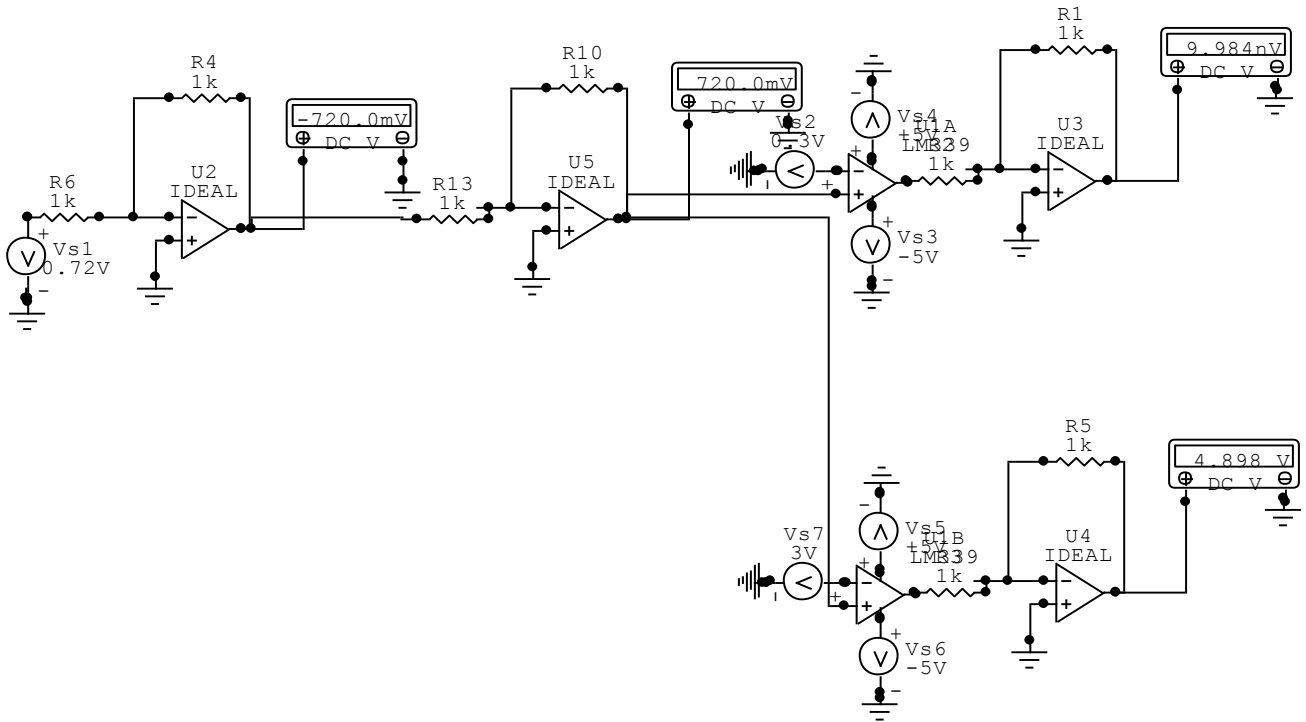 R4
1k
-720.0mV
DC V
U2
IDEAL
R6
1k
Vs1
0.72V
R13
1k
R10
1k
U5
IDEAL
720.0mV
DC V
Vs2
0.3V
Vs4
+5V
U1A
1k
Vs3
-5V
R1
1k
U3
IDEAL
9.984nV
DC V
Vs7
3V
Vs5
+5V
U1B
1k
Vs6
-5V
R5
1k
U4
IDEAL
4.898 V
DC V